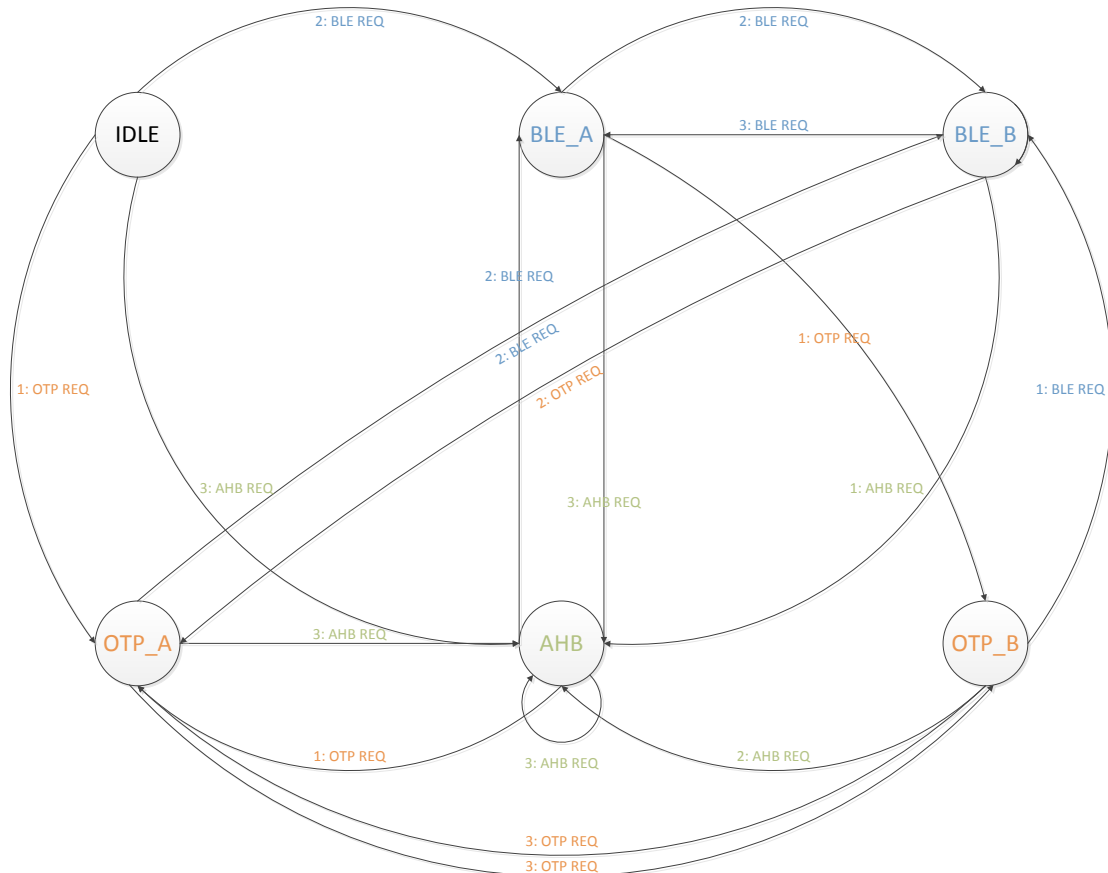 2: BLE REQ
2: BLE REQ
IDLE
BLE_A
3: BLE REQ
BLE_B
2: BLE REQ
2: BLE REQ
1: OTP REQ
2: OTP REQ
1: OTP REQ
1: BLE REQ
3: AHB REQ
3: AHB REQ
1: AHB REQ
OTP_A
3: AHB REQ
AHB
OTP_B
1: OTP REQ
3: AHB REQ
2: AHB REQ
3: OTP REQ
3: OTP REQ